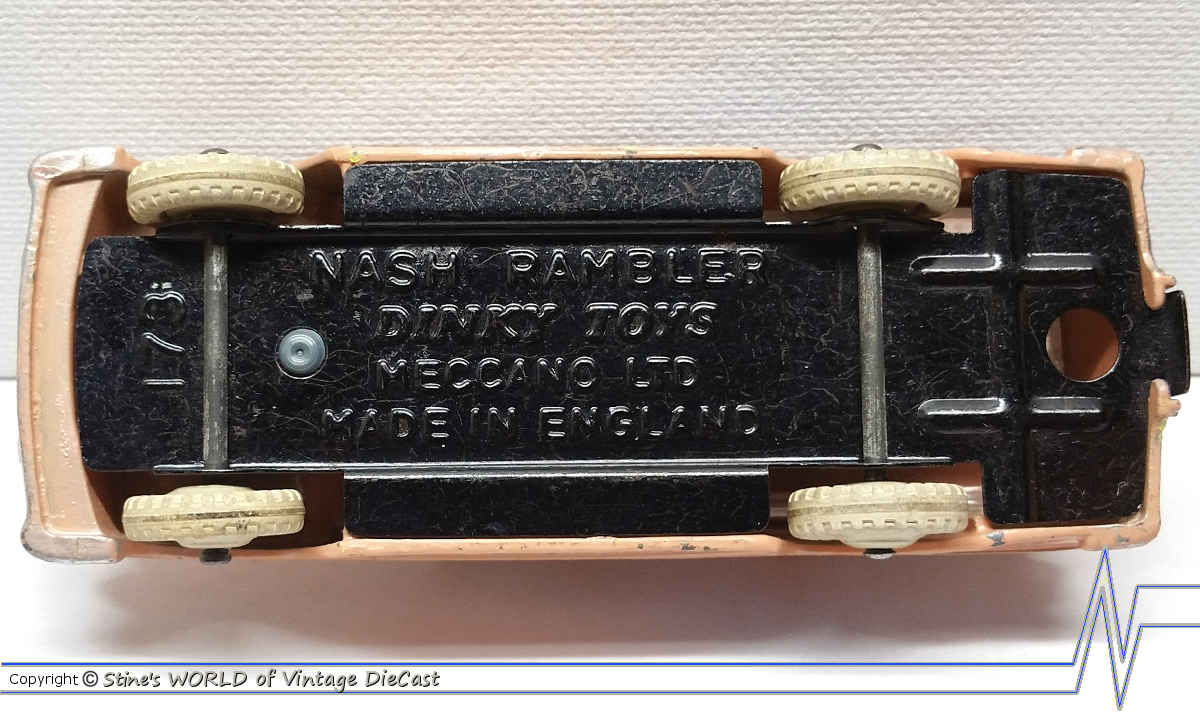 173
NASH RAMBLER
DINKY TOYS
MECCANO LTD
MADE IN ENGLAND
Copyright © Stine's WORLD of Vintage DieCast